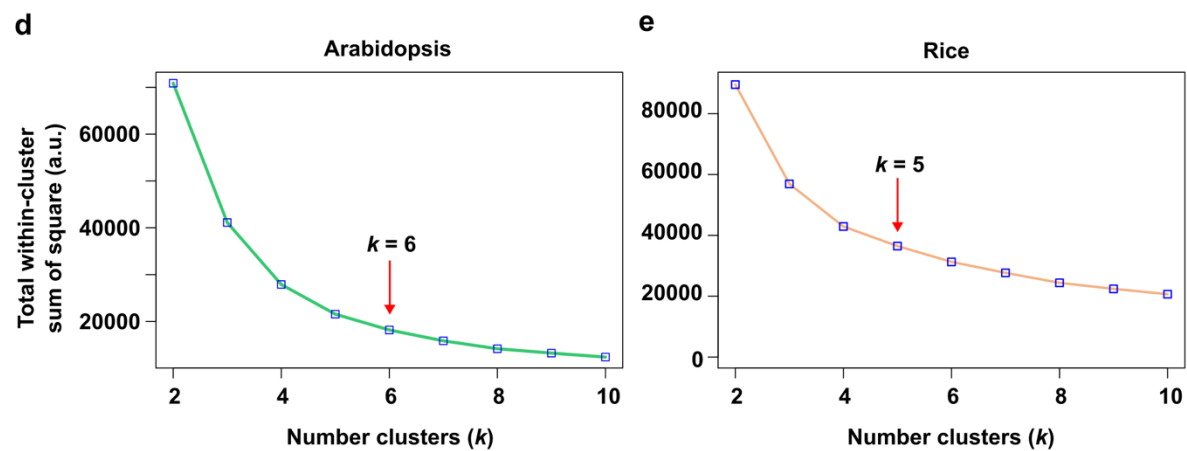 d
Arabidopsis
Total within-cluster
sum of square (a.u.)
60000
40000
20000
k = 6
2
4
6
8
10
Number clusters (k)
e
Rice
80000
60000
40000
20000
0
k = 5
2
4
6
8
10
Number clusters (k)